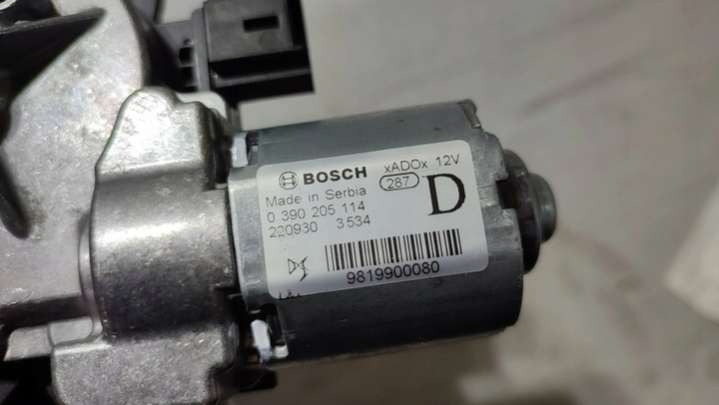 BOSCH xADOx 12V
Made in Serbia 287
0 390 205 114 D
220930 3534
9819900080